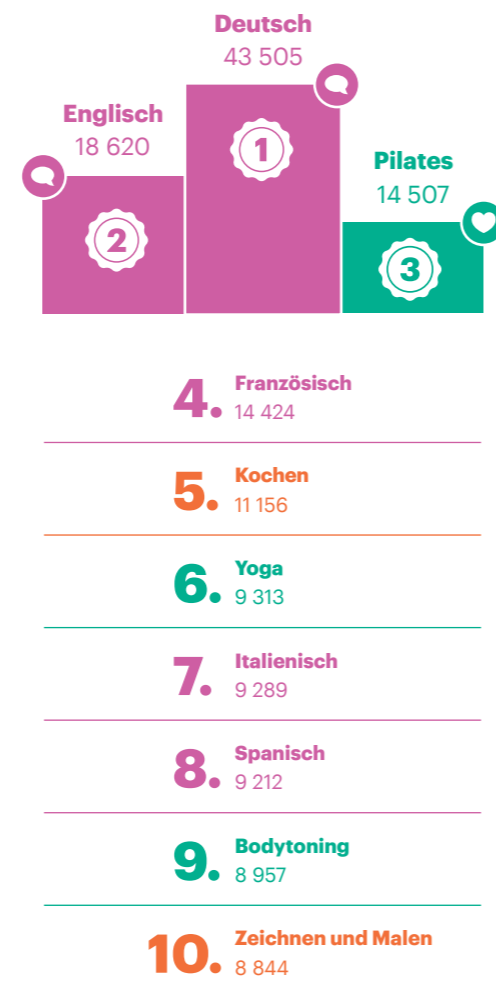 Deutsch
43 505
Englisch
18 620
1
Pilates
14 507
2
3
4.
Französisch
14 424
5.
Kochen
11 156
6.
Yoga
9 313
7.
Italienisch
9 289
8.
Spanisch
9 212
9.
Bodytoning
8 957
10.
Zeichnen und Malen
8 844